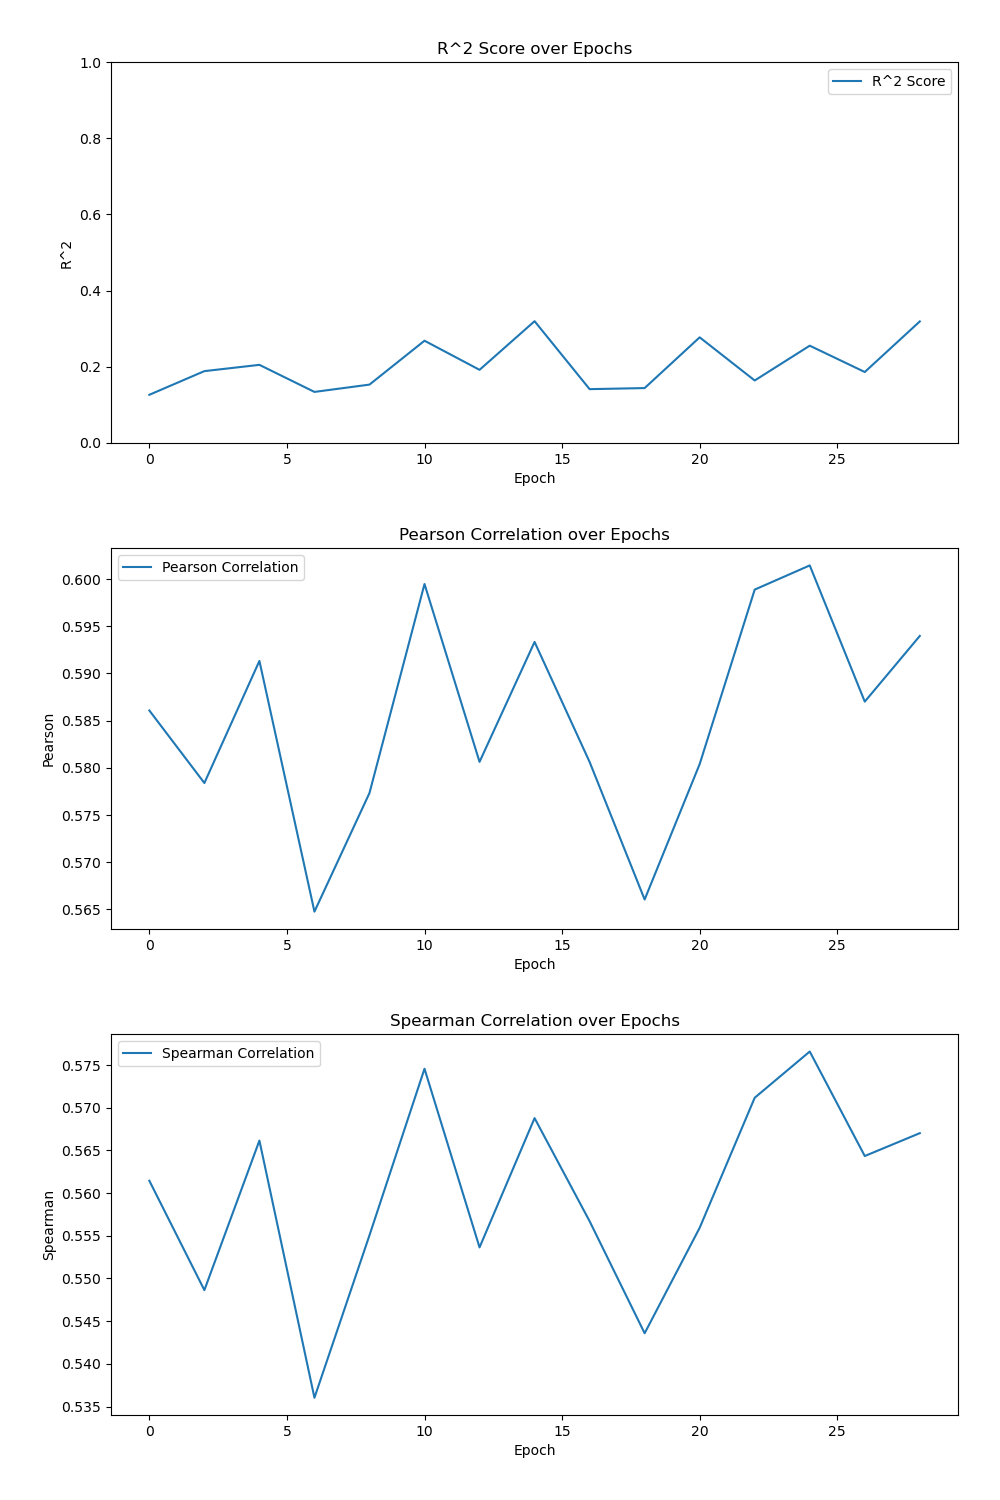 R^2 Score over Epochs
1.0
R^2 Score
0.8
0.6
R^2
0.4
0.2
0.0
0 5 10 15 20 25
Epoch
Pearson Correlation over Epochs
Pearson Correlation
0.600
0.595
0.590
0.585
Pearson
0.580
0.575
0.570
0.565
0 5 10 15 20 25
Epoch
Spearman Correlation over Epochs
Spearman Correlation
0.575
0.570
0.565
0.560
Spearman
0.555
0.550
0.545
0.540
0.535
0 5 10 15 20 25
Epoch